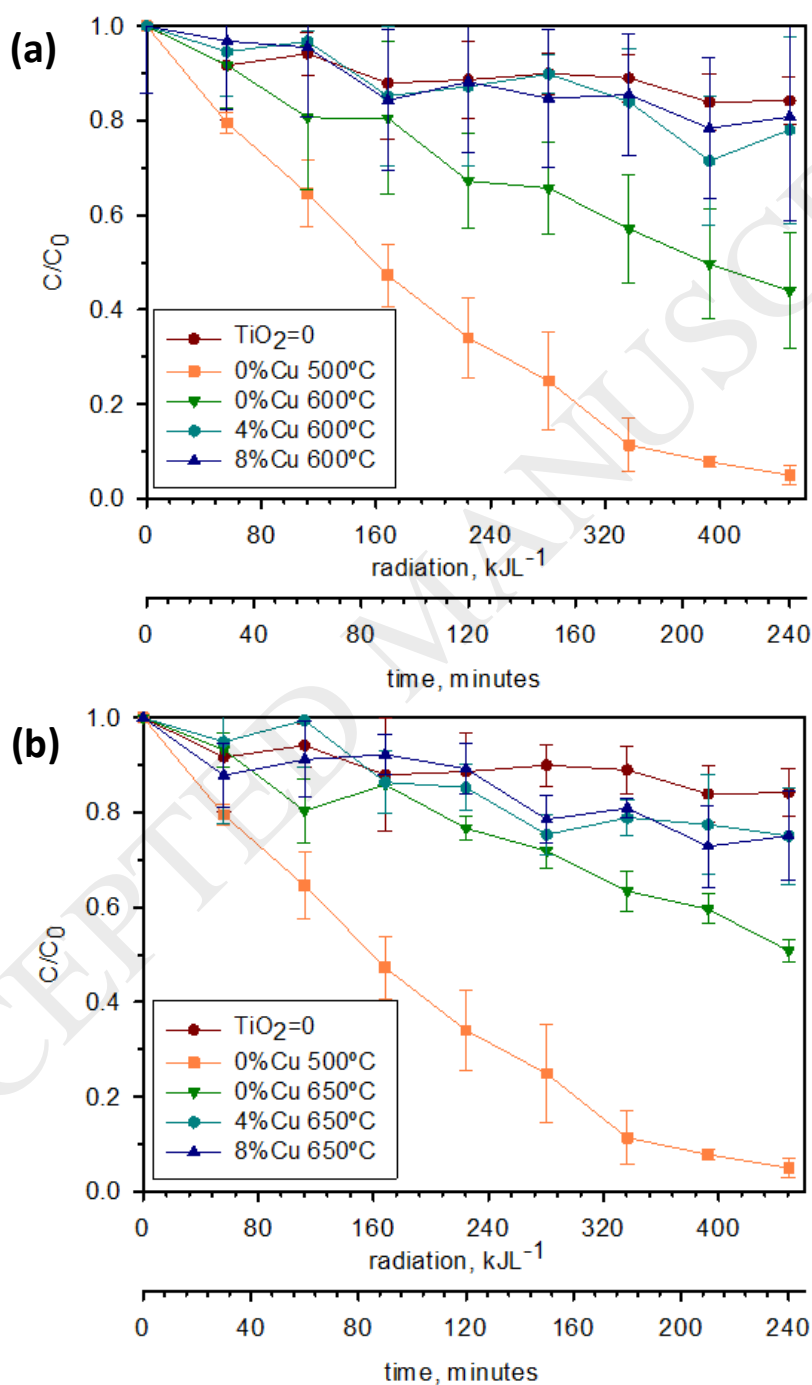 (a)
1.0
0.8
0.6
0.4
0.2
0.0
C/C0
TiO2=0
0%Cu 500ºC
0%Cu 600ºC
4%Cu 600ºC
8%Cu 600ºC
0 80 160 240 320 400
radiation, kJL-1
0 40 80 120 160 200 240
time, minutes
(b)
1.0
0.8
0.6
0.4
0.2
0.0
C/C0
TiO2=0
0%Cu 500ºC
0%Cu 650ºC
4%Cu 650ºC
8%Cu 650ºC
0 80 160 240 320 400
radiation, kJL-1
0 40 80 120 160 200 240
time, minutes
CEPTED MANUSC